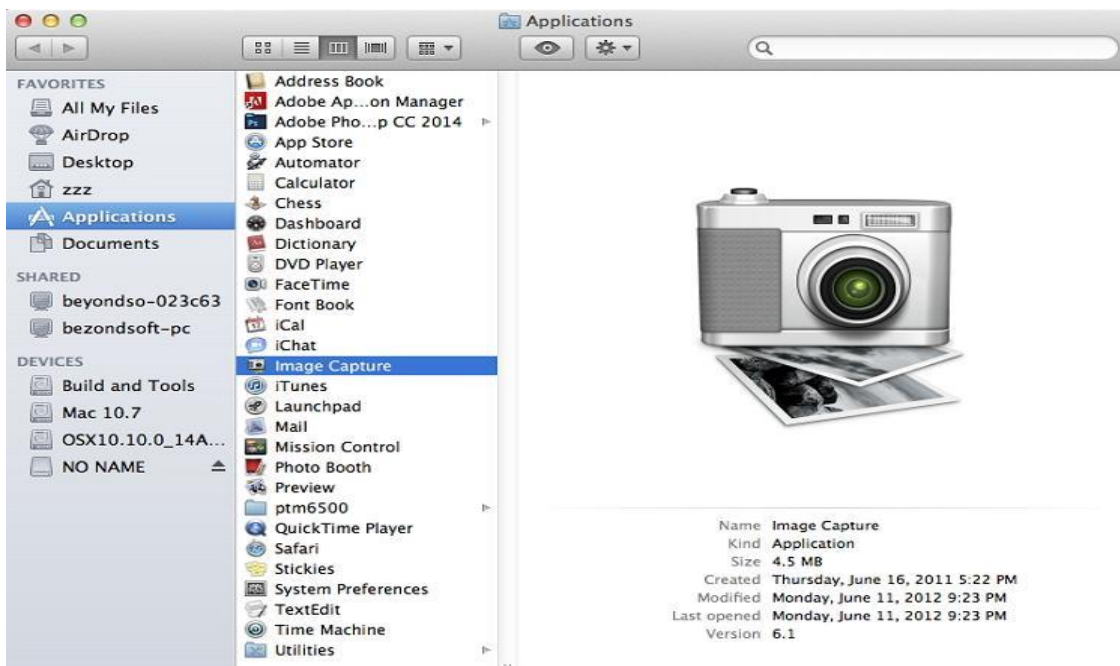 Applications
FAVORITES
All My Files
AirDrop
Desktop
zzz
Applications
Documents
SHARED
beyondso-023c63
bezondsoft-pc
DEVICES
Build and Tools
Mac 10.7
OSX10.10.0_14A...
NO NAME
Address Book
Adobe Ap...on Manager
Adobe Pho...p CC 2014
App Store
Automator
Calculator
Chess
Dashboard
Dictionary
DVD Player
FaceTime
Font Book
iCal
iChat
Image Capture
iTunes
Launchpad
Mail
Mission Control
Photo Booth
Preview
ptm6500
QuickTime Player
Safari
Stickies
System Preferences
TextEdit
Time Machine
Utilities
Name Image Capture
Kind Application
Size 4.5 MB
Created Thursday, June 16, 2011 5:22 PM
Modified Monday, June 11, 2012 9:23 PM
Last opened Monday, June 11, 2012 9:23 PM
Version 6.1